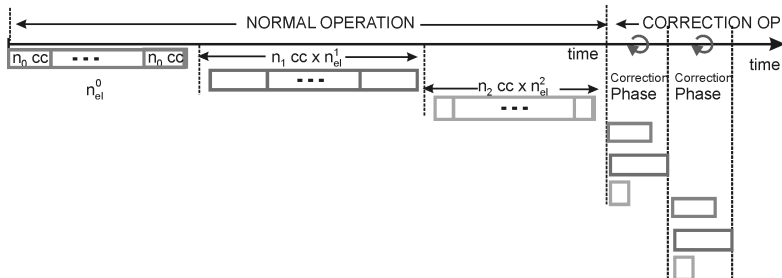 NORMAL OPERATION
CORRECTION OP
time
time
n0 cc
n0 cc
n1 cc x n1el
n0el
n2 cc x n2el
Correction
Phase
Correction
Phase